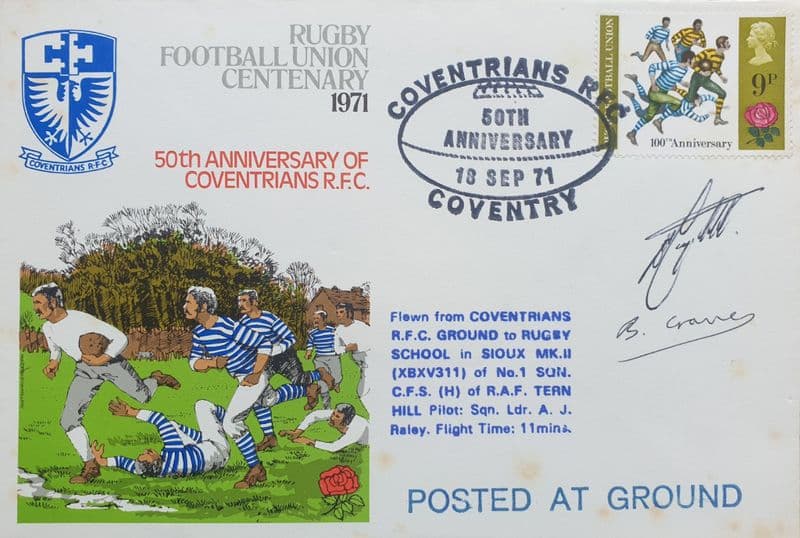 RUGBY
FOOTBALL UNION
CENTENARY
1971
50th ANNIVERSARY OF
COVENTRIANS R.F.C.
COVENTRIANS R.F.C.
COVENTRIANS R.F.C.
50TH
ANNIVERSARY
18 SEP 71
COVENTRY
FOOTBALL UNION
9P
100th Anniversary
Flewn from COVENTRIANS
R.F.C. GROUND to RUGBY
SCHOOL in SIOUX MK.II
(XBXV311) of No.1 SQN.
C.F.S. (H) of R.A.F. TERN
HILL Pilot: Sqn. Ldr. A. J.
Raley. Flight Time: 11mins.
POSTED AT GROUND